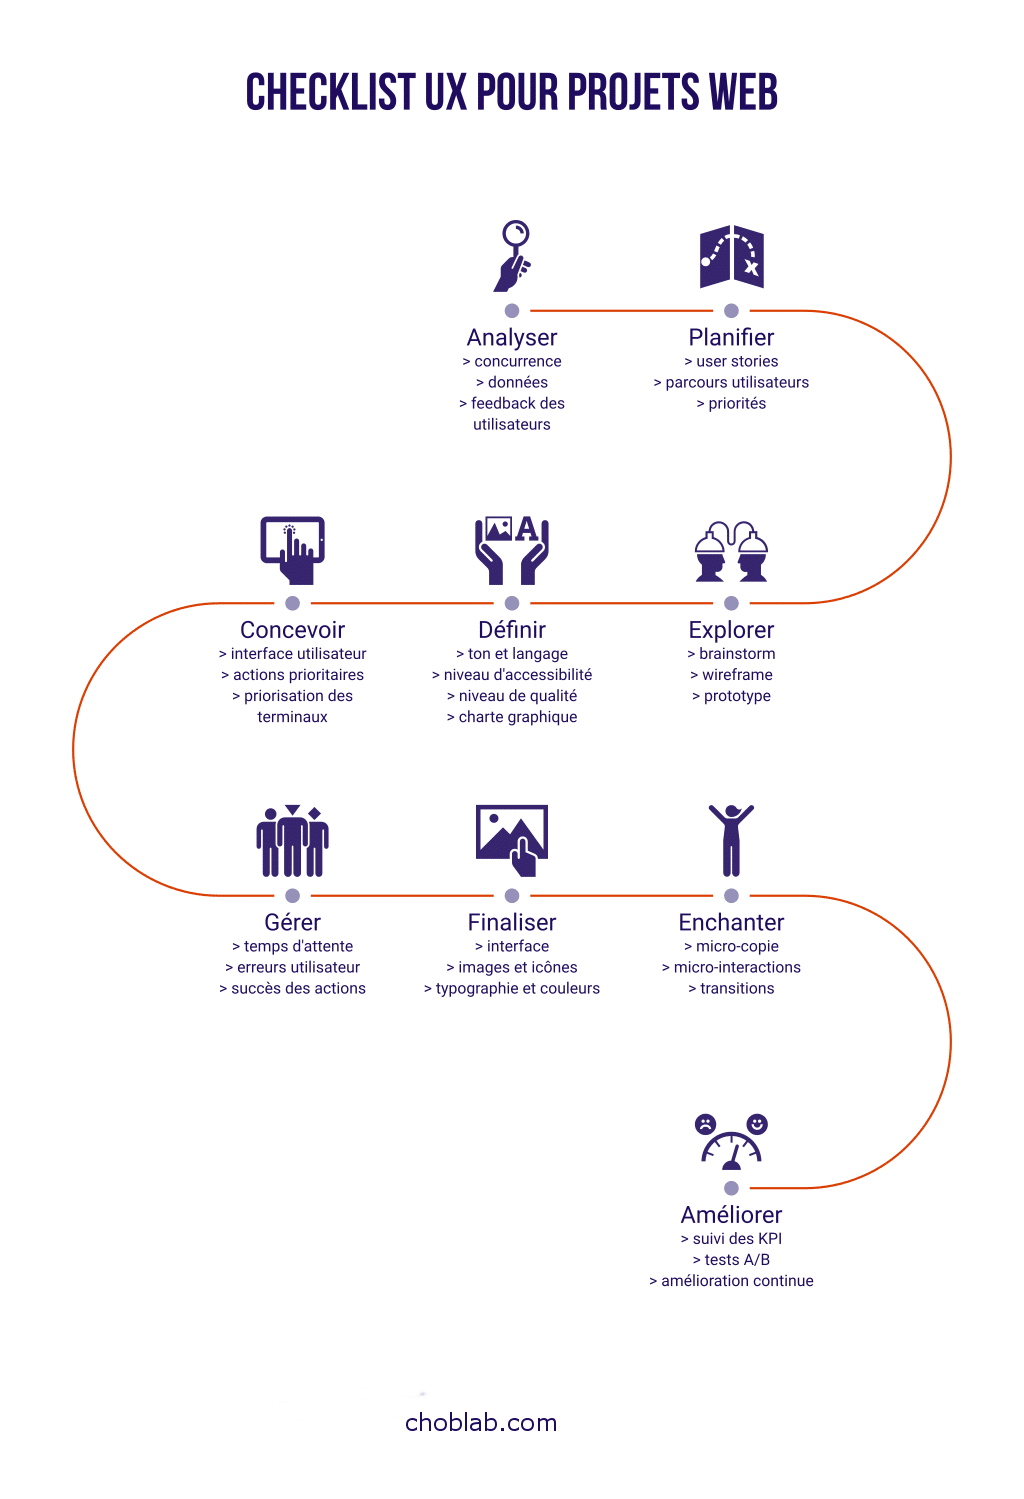 CHECKLIST UX POUR PROJETS WEB
Analyser
> concurrence
> données
> feedback des
utilisateurs
Planifier
> user stories
> parcours utilisateurs
> priorités
Explorer
> brainstorm
> wireframe
> prototype
Définir
> ton et langage
> niveau d'accessibilité
> niveau de qualité
> charte graphique
Concevoir
> interface utilisateur
> actions prioritaires
> priorisation des
terminaux
Gérer
> temps d'attente
> erreurs utilisateur
> succès des actions
Finaliser
> interface
> images et icônes
> typographie et couleurs
Enchanter
> micro-copie
> micro-interactions
> transitions
Améliorer
> suivi des KPI
> tests A/B
> amélioration continue
choblab.com